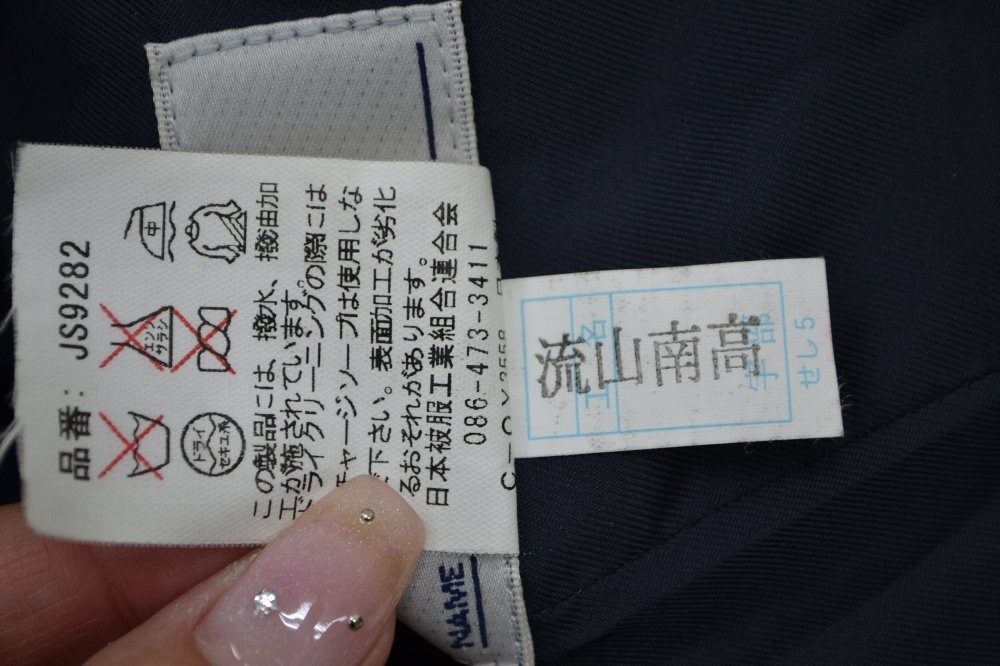 品番: JS9282
中
エンソ
サラシ
ドライ
セキユ系
この製品には、撥水、撥油加
工が施されています。
ドライクリーニングの際には
チャージソープは使用しな
下さい。表面加工が劣化
るおそれがあります。
日本被服工業組合連合会
086-473-3411
流山南高
工名
学部
せし5
NAME